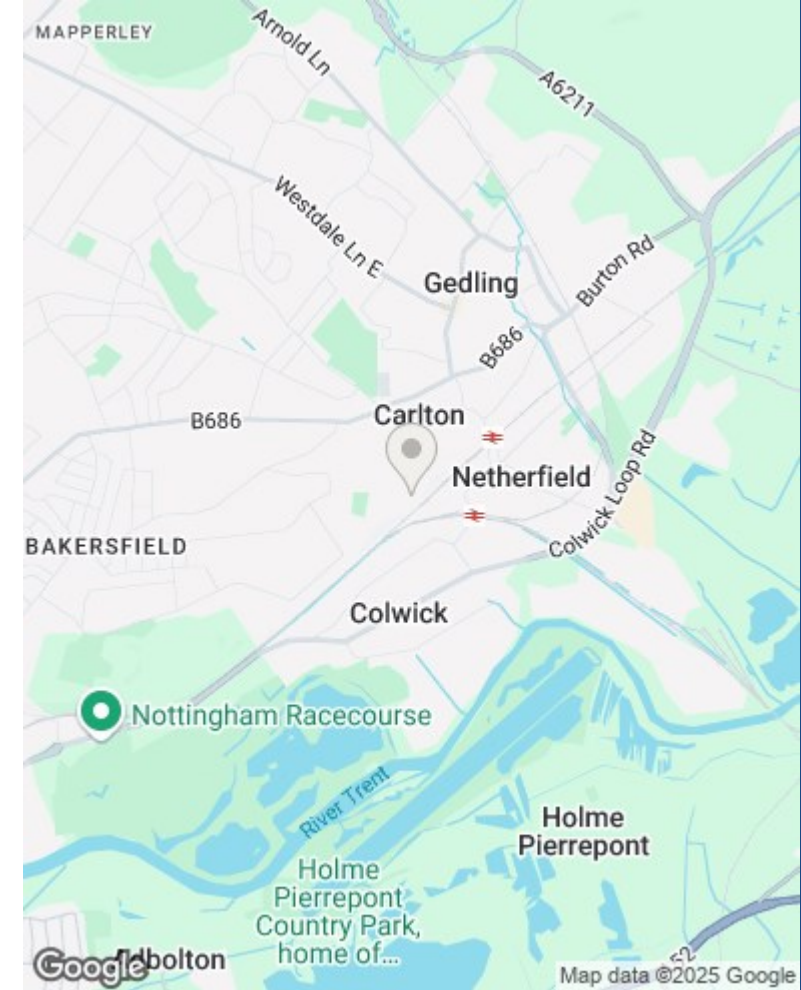 MAPPERLEY
Arnold Ln
A6211
Westdale Ln E
Burton Rd
Gedling
B686
Carlton
B686
Netherfield
Colwick Loop Rd
BAKERSFIELD
Colwick
Nottingham Racecourse
River Trent
Holme
Pierrepont
Holme
Pierrepont
Country Park,
home of...
52
Google
Map data ©2025 Google